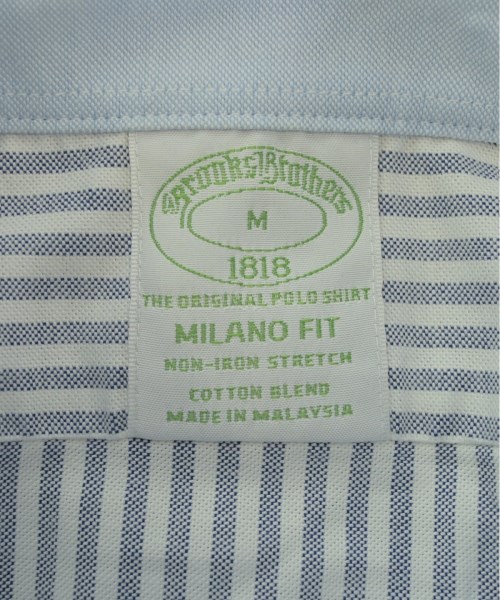 Brooks Brothers
M
1818
THE ORIGINAL POLO SHIRT
MILANO FIT
NON-IRON STRETCH
COTTON BLEND
MADE IN MALAYSIA